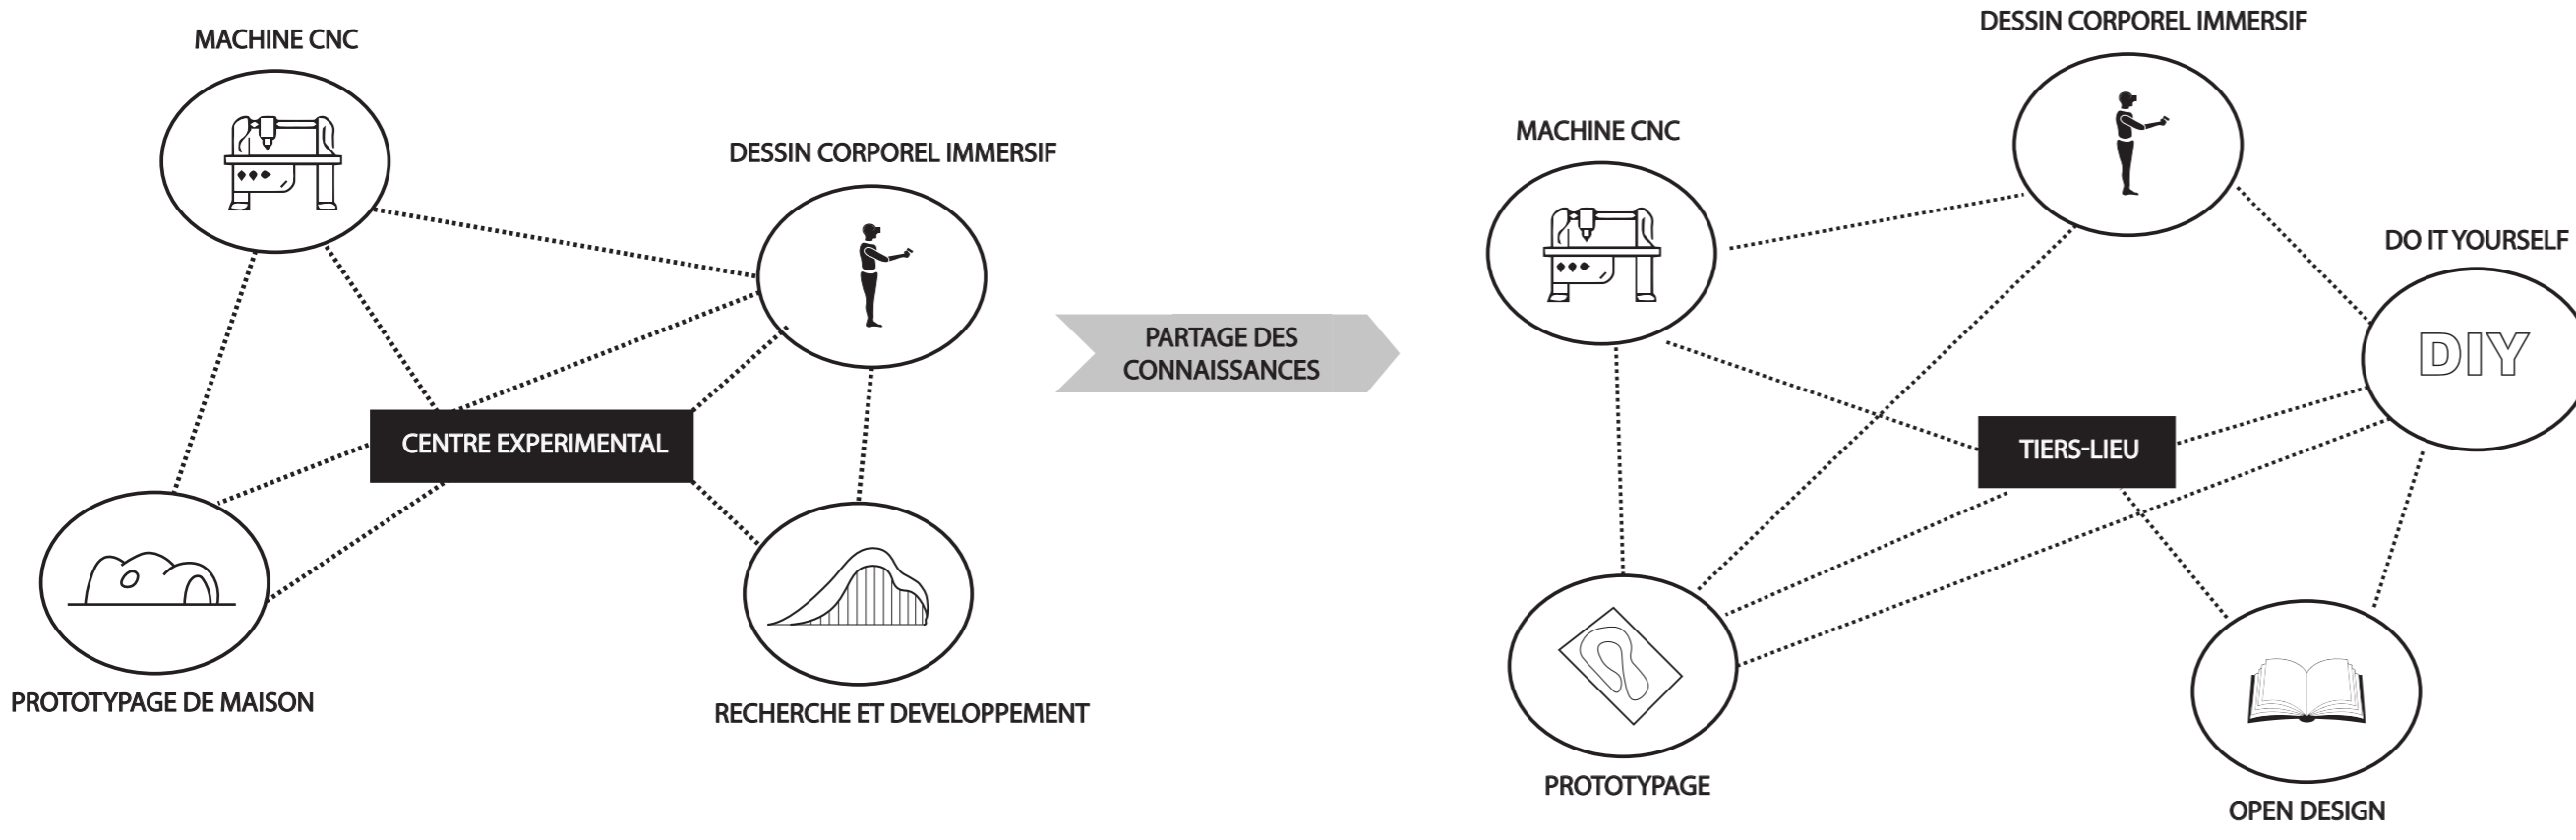 MACHINE CNC
DESSIN CORPOREL IMMERSIF
CENTRE EXPERIMENTAL
PROTOTYPAGE DE MAISON
RECHERCHE ET DEVELOPPEMENT
PARTAGE DES
CONNAISSANCES
DESSIN CORPOREL IMMERSIF
MACHINE CNC
DO IT YOURSELF
DIY
TIERS-LIEU
PROTOTYPAGE
OPEN DESIGN